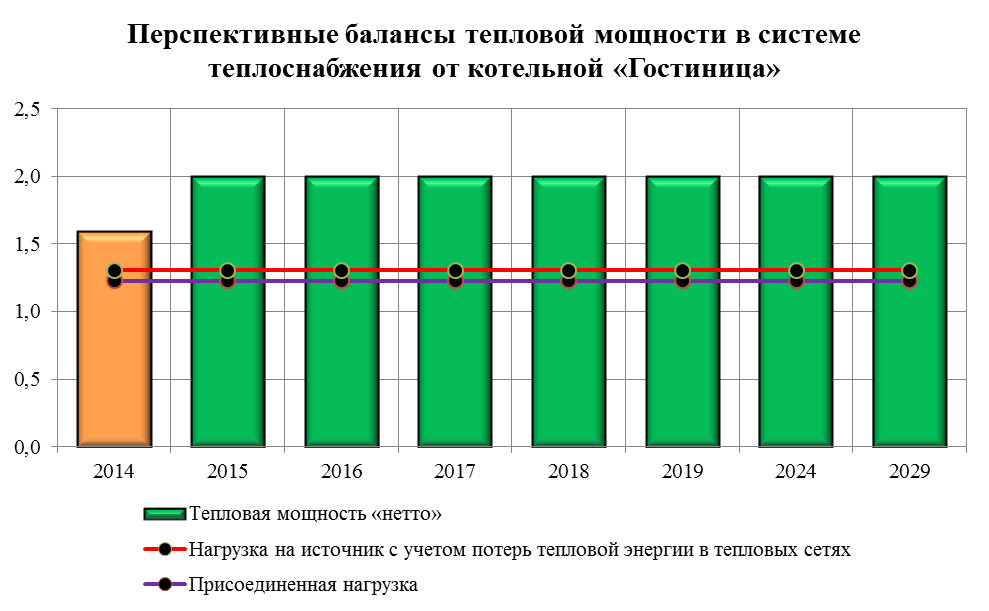 Перспективные балансы тепловой мощности в системе
теплоснабжения от котельной «Гостиница»
2,5
2,0
1,5
1,0
0,5
0,0
2014 2015 2016 2017 2018 2019 2024 2029
Тепловая мощность «нетто»
Нагрузка на источник с учетом потерь тепловой энергии в тепловых сетях
Присоединенная нагрузка